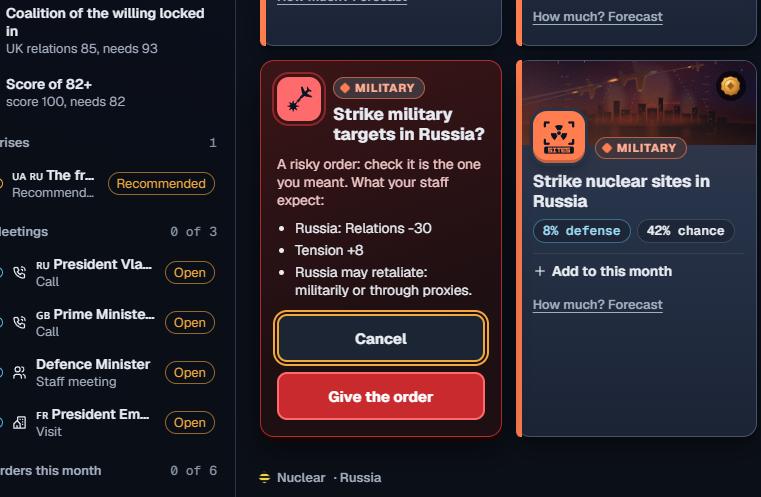 Coalition of the willing locked
in
UK relations 85, needs 93
Score of 82+
score 100, needs 82
rises 1
UA RU The fr...
Recommend...
Recommended
eetings 0 of 3
RU President Vla...
Call
Open
GB Prime Ministe...
Call
Open
Defence Minister
Staff meeting
Open
FR President Em...
Visit
Open
rders this month 0 of 6
How much? Forecast
MILITARY
Strike military
targets in Russia?
A risky order: check it is the one
you meant. What your staff
expect:
• Russia: Relations -30
• Tension +8
• Russia may retaliate:
militarily or through proxies.
Cancel
Give the order
How much? Forecast
SITES
MILITARY
Strike nuclear sites in
Russia
8% defense 42% chance
+ Add to this month
How much? Forecast
Nuclear · Russia